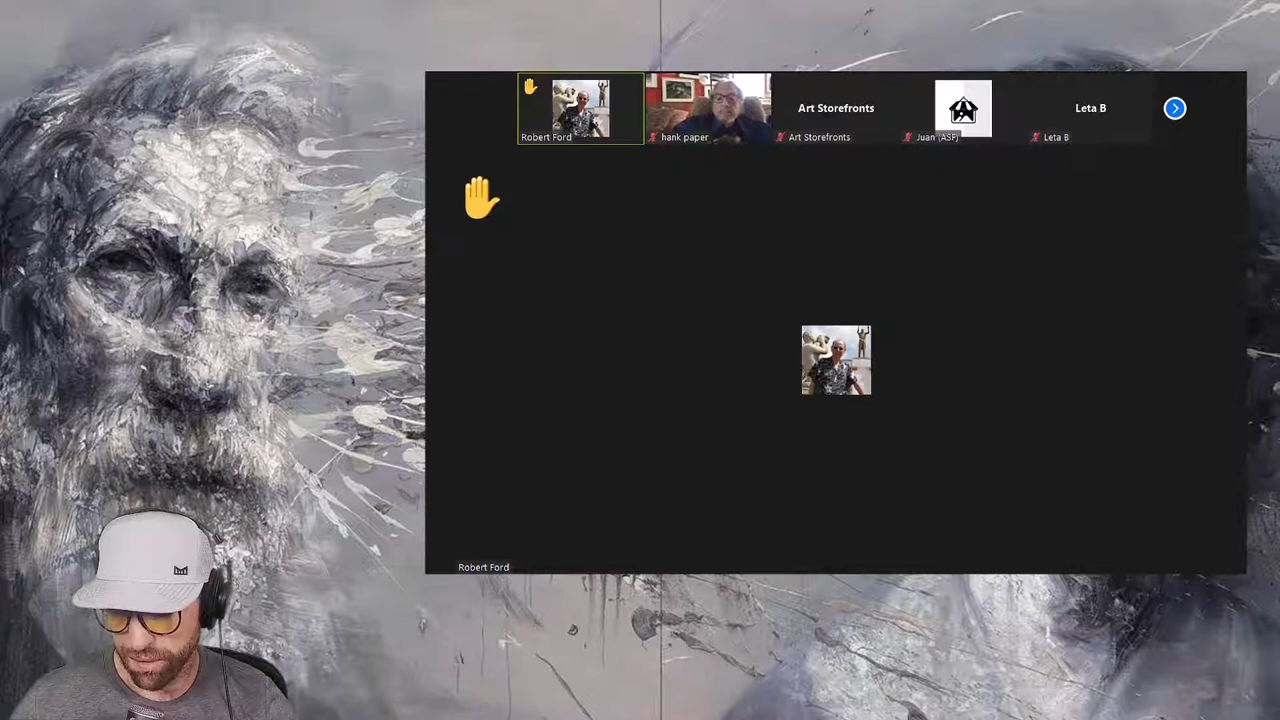 Art Storefronts
Leta B
Robert Ford
hank paper
Art Storefronts
Juan (ASF)
Leta B
Robert Ford